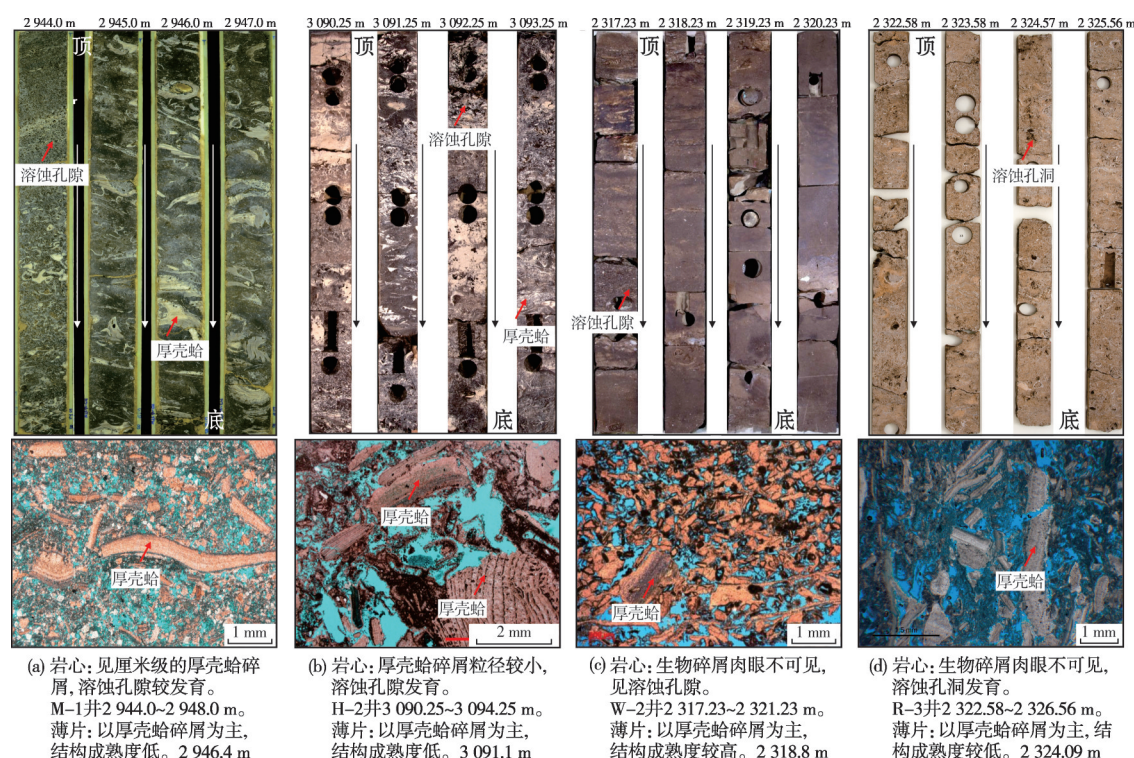 2 944.0 m 2 945.0 m 2 946.0 m 2 947.0 m
顶
溶蚀孔隙
厚壳蛤
底
3 090.25 m 3 091.25 m 3 092.25 m 3 093.25 m
顶
溶蚀孔隙
厚壳蛤
底
2 317.23 m 2 318.23 m 2 319.23 m 2 320.23 m
顶
溶蚀孔隙
底
2 322.58 m 2 323.58 m 2 324.57 m 2 325.56 m
顶
溶蚀孔洞
底
厚壳蛤
1 mm
厚壳蛤
厚壳蛤
2 mm
厚壳蛤
1 mm
厚壳蛤
1 mm
(a) 岩心：见厘米级的厚壳蛤碎
屑，溶蚀孔隙较发育。
M-1井2 944.0~2 948.0 m。
薄片：以厚壳蛤碎屑为主，
结构成熟度低。2 946.4 m
(b) 岩心：厚壳蛤碎屑粒径较小，
溶蚀孔隙发育。
H-2井3 090.25~3 094.25 m。
薄片：以厚壳蛤碎屑为主，
结构成熟度低。3 091.1 m
(c) 岩心：生物碎屑肉眼不可见，
见溶蚀孔隙。
W-2井2 317.23~2 321.23 m。
薄片：以厚壳蛤碎屑为主，
结构成熟度较高。2 318.8 m
(d) 岩心：生物碎屑肉眼不可见，
溶蚀孔洞发育。
R-3井2 322.58~2 326.56 m。
薄片：以厚壳蛤碎屑为主，结
构成熟度较低。2 324.09 m